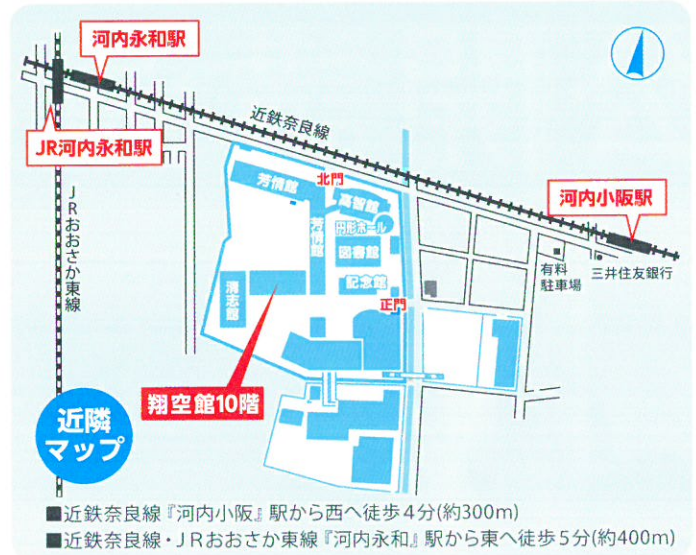 河内永和駅
JR河内永和駅
近鉄奈良線
河内小阪駅
JRおおさか東線
芳情館
北門
高智館
円形ホール
芳情館
図書館
記念館
清志館
正門
有料
駐車場
三井住友銀行
翔空館10階
近隣
マップ
■近鉄奈良線『河内小阪』駅から西へ徒歩4分(約300m)
■近鉄奈良線・JRおおさか東線『河内永和』駅から東へ徒歩5分(約400m)